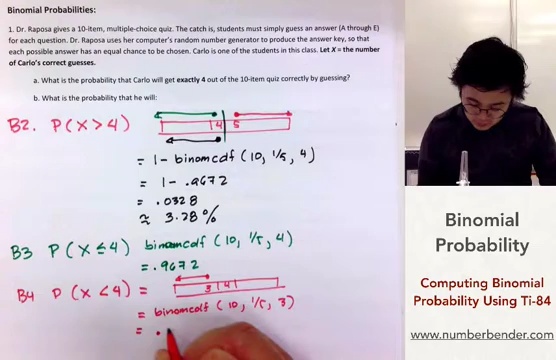 Binomial Probabilities:
1. Dr. Raposa gives a 10-item, multiple-choice quiz. The catch is, students must simply guess an answer (A through E)
for each question. Dr. Raposa uses her computer's random number generator to produce the answer key, so that
each possible answer has an equal chance to be chosen. Carlo is one of the students in this class. Let X = the number
of Carlo's correct guesses.
a. What is the probability that Carlo will get exactly 4 out of the 10-item quiz correctly by guessing?
b. What is the probability that he will:
B2. P(X > 4)
4 5
= 1 - binomcdf (10, 1/5, 4)
= 1 - .9672
= .0328
≈ 3.28 %
B3 P(X ≤ 4) binomcdf (10, 1/5, 4)
= .9672
B4 P(X < 4) =
3 4
= binomcdf (10, 1/5, 3)
= .
Binomial
Probability
Computing Binomial
Probability Using Ti-84
www.numberbender.com